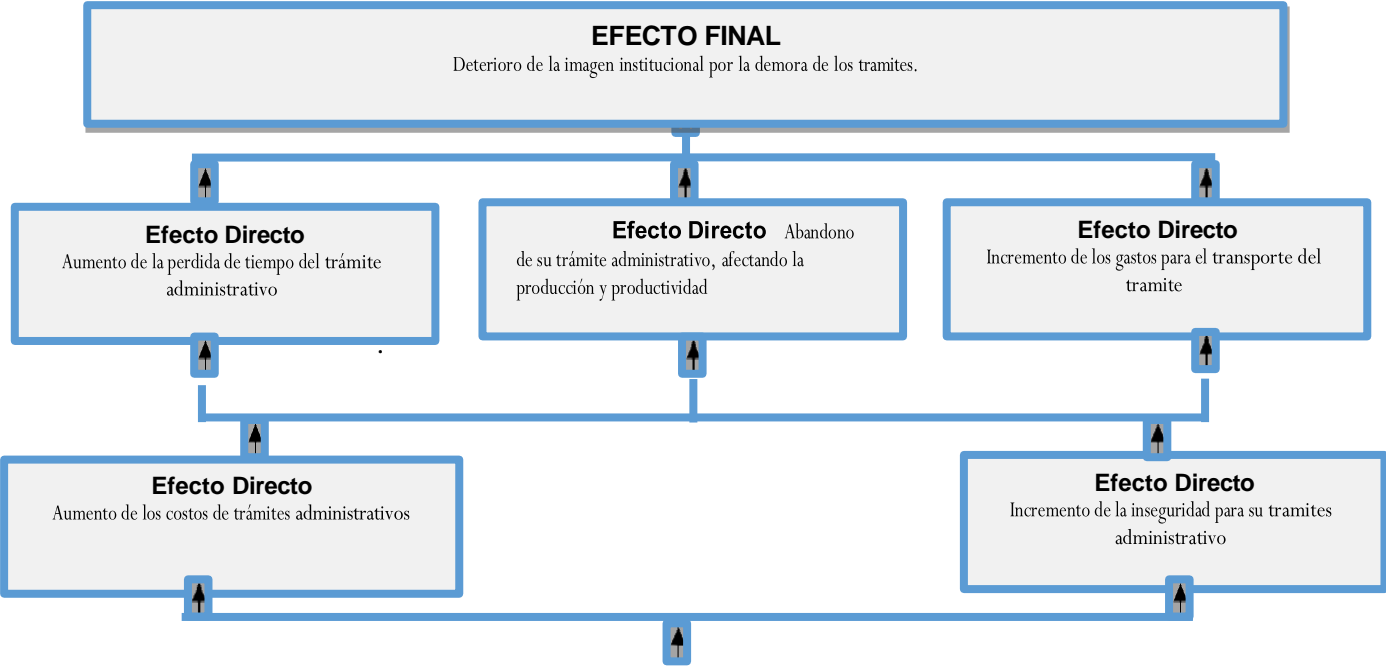 EFECTO FINAL
Deterioro de la imagen institucional por la demora de los tramites.
Efecto Directo
Aumento de la perdida de tiempo del trámite
administrativo
Efecto Directo Abandono
de su trámite administrativo, afectando la
producción y productividad
Efecto Directo
Incremento de los gastos para el transporte del
tramite
.
Efecto Directo
Aumento de los costos de trámites administrativos
Efecto Directo
Incremento de la inseguridad para su tramites
administrativo